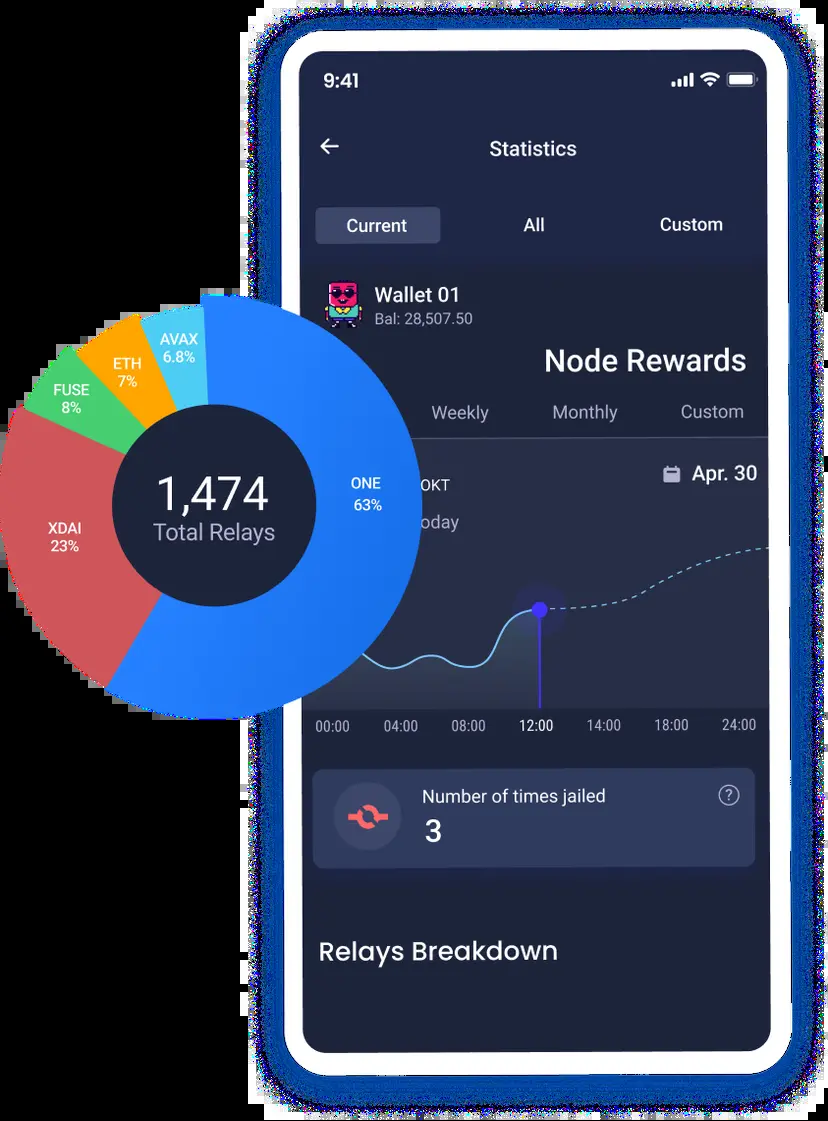 9:41
Statistics
Current
All
Custom
Wallet 01
Bal: 28,507.50
Node Rewards
Weekly
Monthly
Custom
OKT
Apr. 30
oday
AVAX
6.8%
ETH
7%
FUSE
8%
ONE
63%
XDAI
23%
1,474
Total Relays
00:00
04:00
08:00
12:00
14:00
18:00
24:00
Number of times jailed
?
3
Relays Breakdown